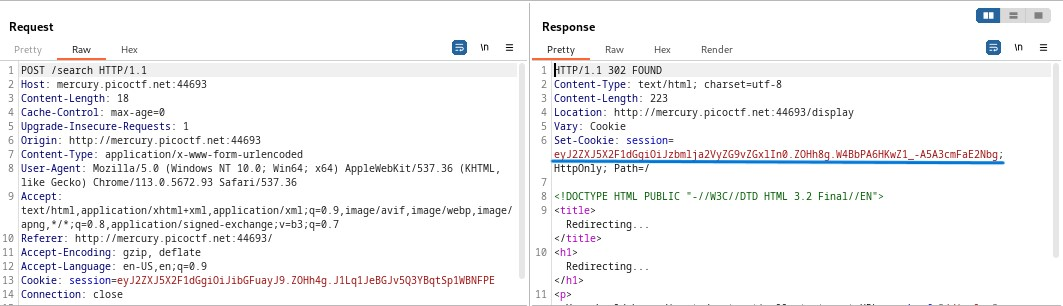 Request
Pretty Raw Hex \n
1 POST /search HTTP/1.1
2 Host: mercury.picoctf.net:44693
3 Content-Length: 18
4 Cache-Control: max-age=0
5 Upgrade-Insecure-Requests: 1
6 Origin: http://mercury.picoctf.net:44693
7 Content-Type: application/x-www-form-urlencoded
8 User-Agent: Mozilla/5.0 (Windows NT 10.0; Win64; x64) AppleWebKit/537.36 (KHTML,
like Gecko) Chrome/113.0.5672.93 Safari/537.36
9 Accept:
text/html,application/xhtml+xml,application/xml;q=0.9,image/avif,image/webp,image/
apng,*/*;q=0.8,application/signed-exchange;v=b3;q=0.7
10 Referer: http://mercury.picoctf.net:44693/
11 Accept-Encoding: gzip, deflate
12 Accept-Language: en-US,en;q=0.9
13 Cookie: session=eyJ2ZXJ5X2F1dGgiOiJibGFuayJ9.ZOHh4g.J1Lq1JeBGJv5Q3YBqtSp1WBNFPE
14 Connection: close
Response
Pretty Raw Hex Render \n
1 HTTP/1.1 302 FOUND
2 Content-Type: text/html; charset=utf-8
3 Content-Length: 223
4 Location: http://mercury.picoctf.net:44693/display
5 Vary: Cookie
6 Set-Cookie: session=
eyJ2ZXJ5X2F1dGgiOiJzbmlja2VyZG9vZGxlIn0.ZOHh8g.W4BbPA6HKwZ1_-A5A3cmFaE2Nbg;
HttpOnly; Path=/
7
8 <!DOCTYPE HTML PUBLIC "-//W3C//DTD HTML 3.2 Final//EN">
9 <title>
Redirecting...
</title>
10 <h1>
Redirecting...
</h1>
11 <p>